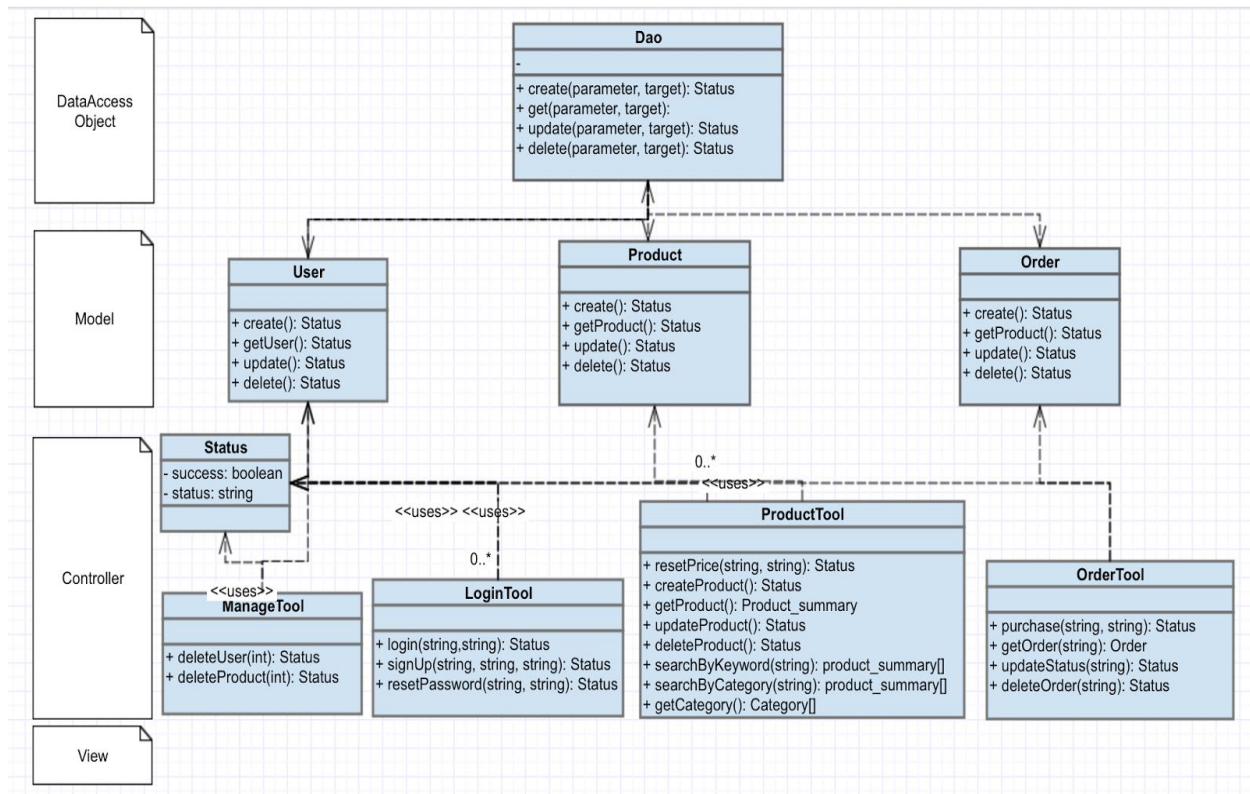 DataAccess
Object
Dao
-
+ create(parameter, target): Status
+ get(parameter, target):
+ update(parameter, target): Status
+ delete(parameter, target): Status
Model
User
+ create(): Status
+ getUser(): Status
+ update(): Status
+ delete(): Status
Product
+ create(): Status
+ getProduct(): Status
+ update(): Status
+ delete(): Status
Order
+ create(): Status
+ getProduct(): Status
+ update(): Status
+ delete(): Status
Controller
Status
- success: boolean
- status: string
0..*
<<uses>>
<<uses>> <<uses>>
0..*
<<uses>>
ManageTool
+ deleteUser(int): Status
+ deleteProduct(int): Status
LoginTool
+ login(string,string): Status
+ signUp(string, string, string): Status
+ resetPassword(string, string): Status
ProductTool
+ resetPrice(string, string): Status
+ createProduct(): Status
+ getProduct(): Product_summary
+ updateProduct(): Status
+ deleteProduct(): Status
+ searchByKeyword(string): product_summary[]
+ searchByCategory(string): product_summary[]
+ getCategory(): Category[]
OrderTool
+ purchase(string, string): Status
+ getOrder(string): Order
+ updateStatus(string): Status
+ deleteOrder(string): Status
View